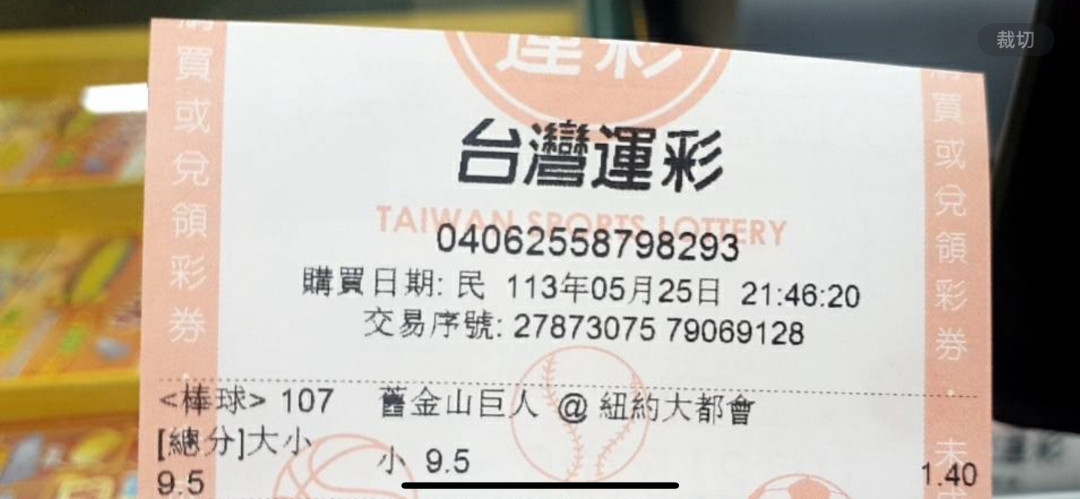 裁切
運彩
台灣運彩
TAIWAN SPORTS LOTTERY
04062558798293
購買日期: 民 113年05月25日 21:46:20
交易序號: 27873075 79069128
<棒球> 107 舊金山巨人 @ 紐約大都會
[總分]大小
小 9.5
9.5
1.40
購買或兌領彩券
買或兌領彩券.未